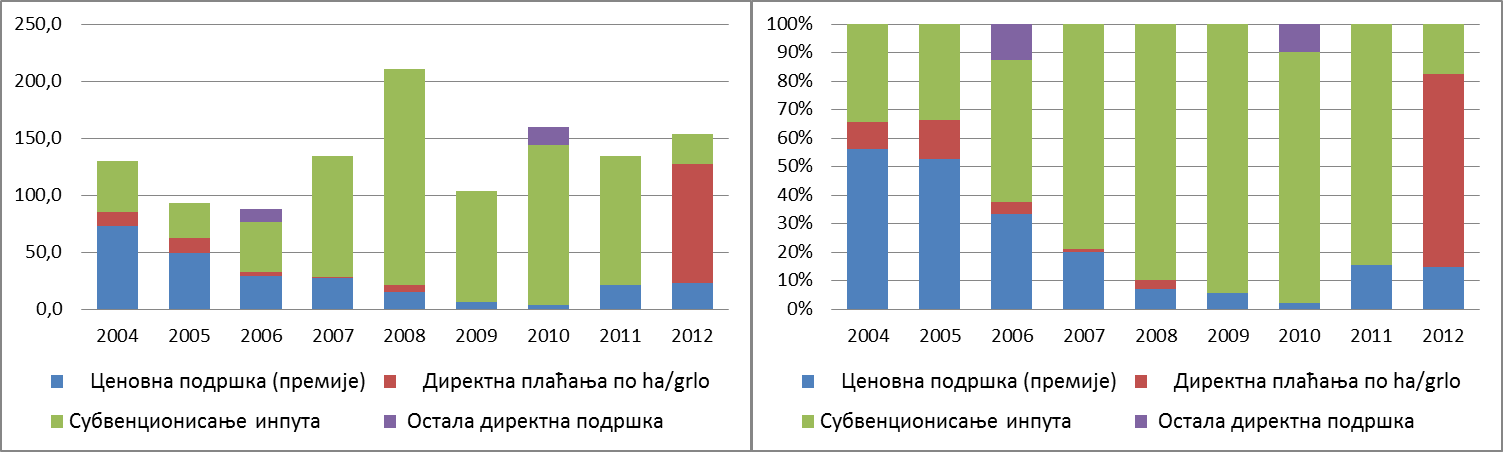 250,0
200,0
150,0
100,0
50,0
0,0
2004 2005 2006 2007 2008 2009 2010 2011 2012
Ценовна подршка (премије) Директна плаћања по ha/grlo
Субвенционисање инпута Остала директна подршка
100%
90%
80%
70%
60%
50%
40%
30%
20%
10%
0%
2004 2005 2006 2007 2008 2009 2010 2011 2012
Ценовна подршка (премије) Директна плаћања по ha/grlo
Субвенционисање инпута Остала директна подршка